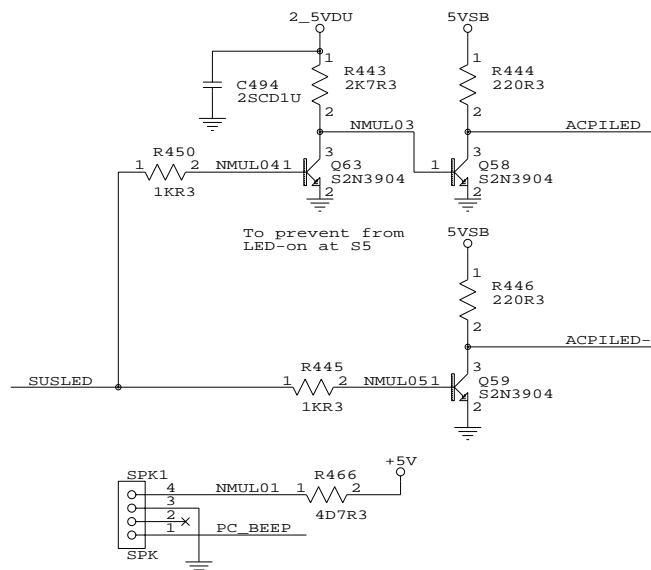 2_5VDU
5VSB
1
R443
2K7R3
2
1
R444
220R3
2
C494
2SCD1U
NMUL03
ACPILED
R450
1
2
1KR3
NMUL041
3
Q63
S2N3904
2
1
3
Q58
S2N3904
2
To prevent from
LED-on at S5
5VSB
1
R446
220R3
2
ACPILED-
SUSLED
R445
1
2
1KR3
NMUL051
3
Q59
S2N3904
2
+5V
SPK1
4
NMUL01
1
R466
2
4D7R3
3
2
1
PC_BEEP
SPK